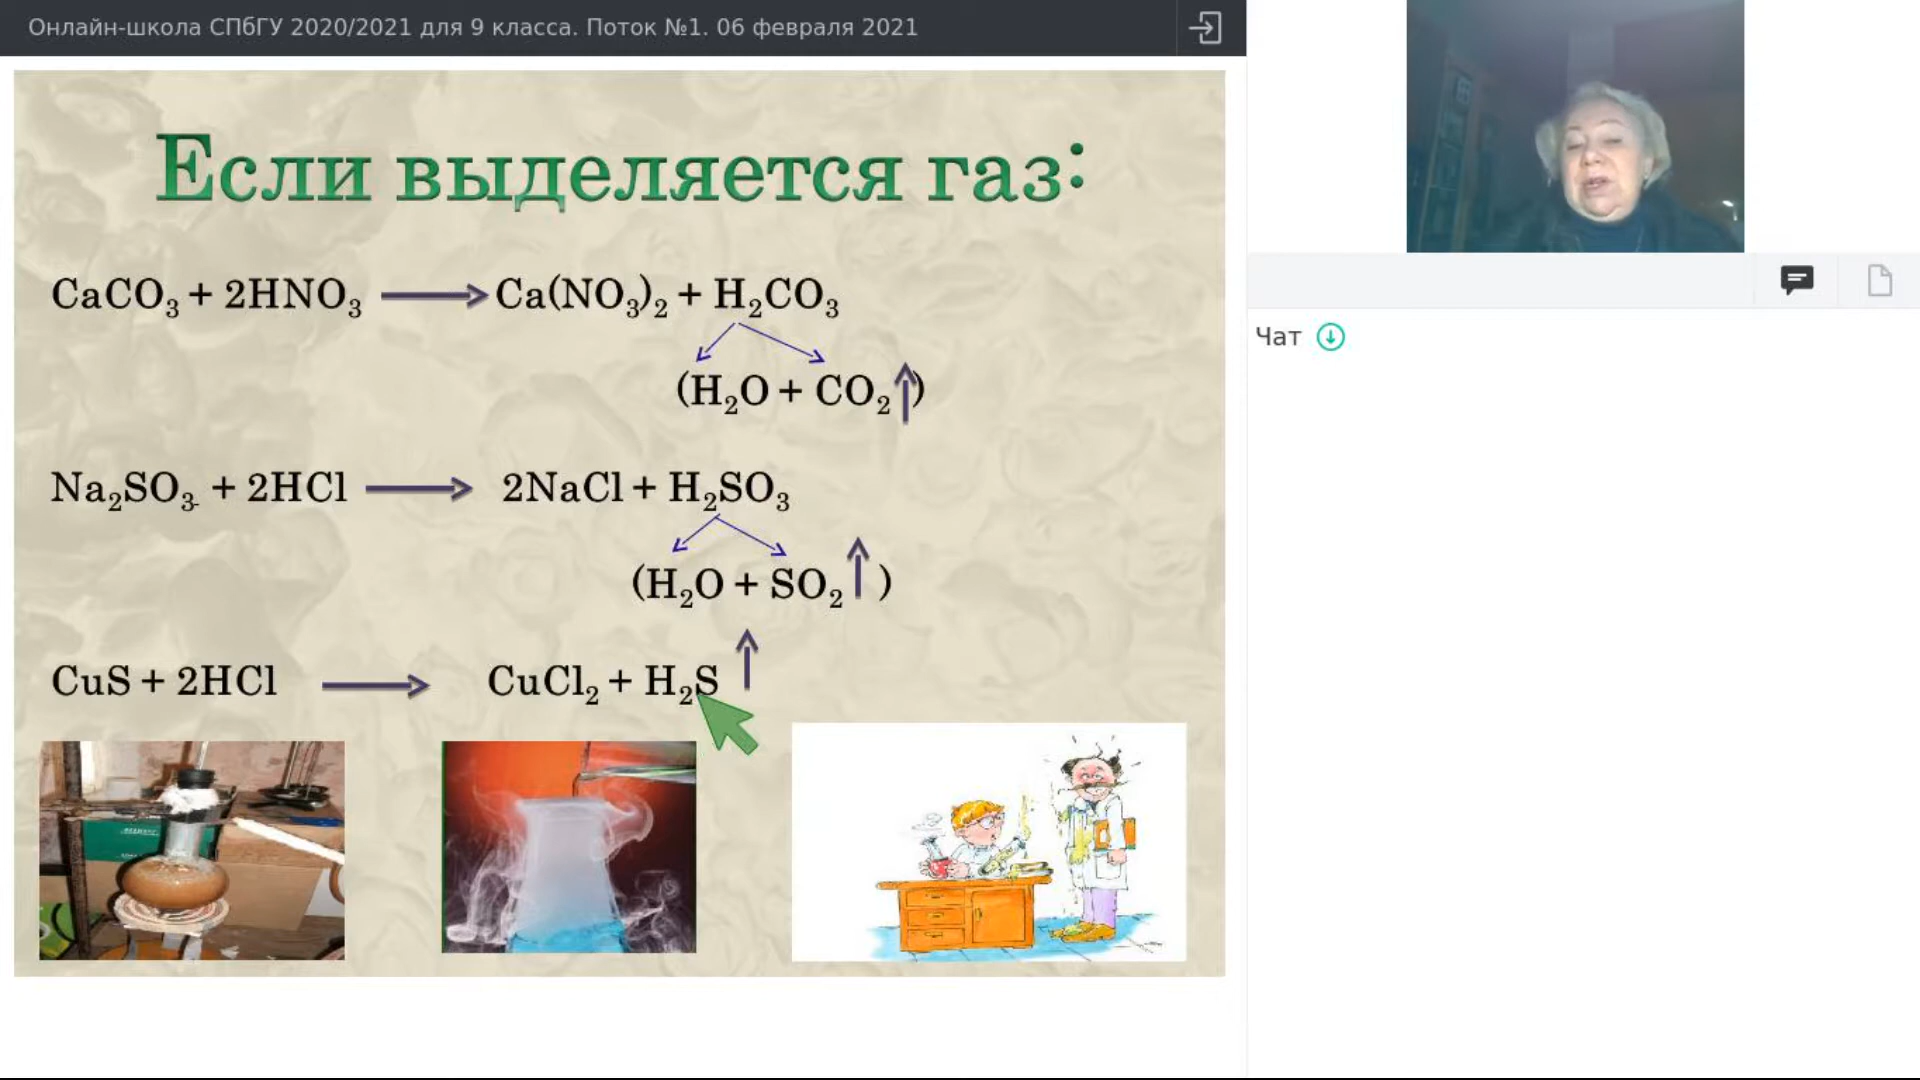 Онлайн-школа СПбГУ 2020/2021 для 9 класса. Поток №1. 06 февраля 2021
Если выделяется газ:
CaCO₃ + 2HNO₃ → Ca(NO₃)₂ + H₂CO₃
(H₂O + CO₂↑)
Na₂SO₃ + 2HCl → 2NaCl + H₂SO₃
(H₂O + SO₂↑)
CuS + 2HCl → CuCl₂ + H₂S↑
Чат